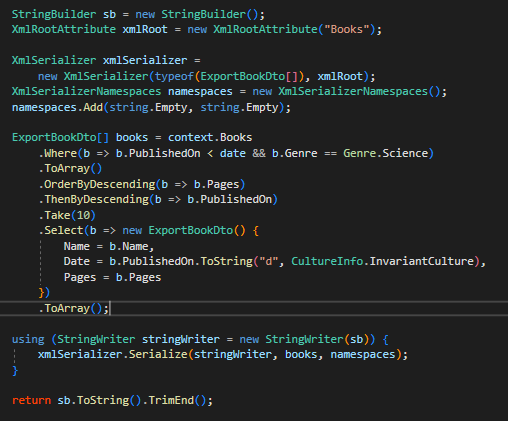 StringBuilder sb = new StringBuilder();
XmlRootAttribute xmlRoot = new XmlRootAttribute("Books");

XmlSerializer xmlSerializer =
    new XmlSerializer(typeof(ExportBookDto[]), xmlRoot);
XmlSerializerNamespaces namespaces = new XmlSerializerNamespaces();
namespaces.Add(string.Empty, string.Empty);

ExportBookDto[] books = context.Books
    .Where(b => b.PublishedOn < date && b.Genre == Genre.Science)
    .ToArray()
    .OrderByDescending(b => b.Pages)
    .ThenByDescending(b => b.PublishedOn)
    .Take(10)
    .Select(b => new ExportBookDto() {
        Name = b.Name,
        Date = b.PublishedOn.ToString("d", CultureInfo.InvariantCulture),
        Pages = b.Pages
    })
    .ToArray();

using (StringWriter stringWriter = new StringWriter(sb)) {
    xmlSerializer.Serialize(stringWriter, books, namespaces);
}

return sb.ToString().TrimEnd();